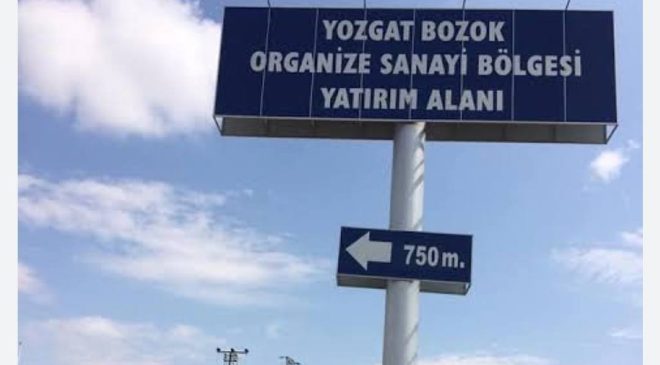 YOZGAT BOZOK
ORGANİZE SANAYİ BÖLGESİ
YATIRIM ALANI
750 m.